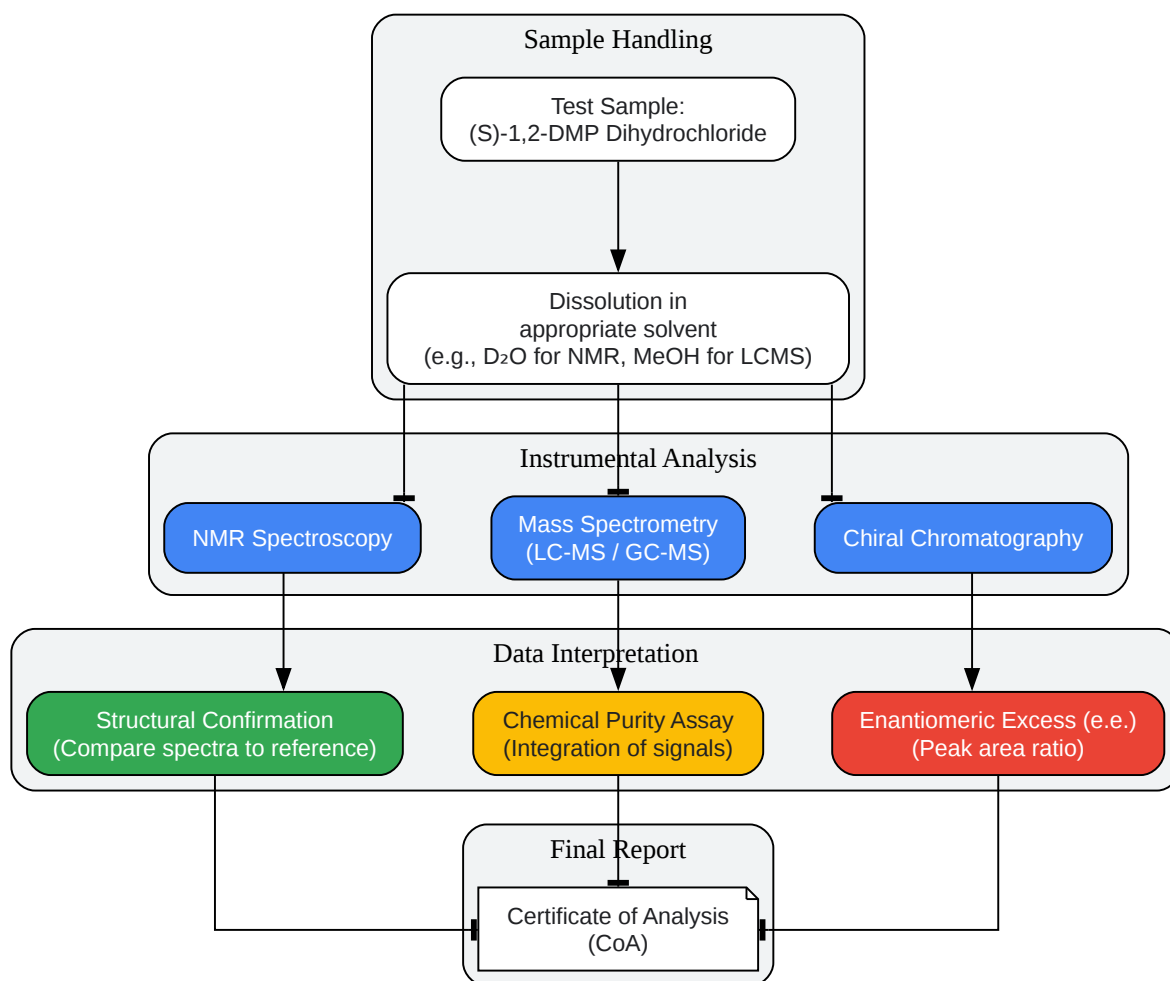 Sample Handling
Test Sample:
(S)-1,2-DMP Dihydrochloride
Dissolution in
appropriate solvent
(e.g., D₂O for NMR, MeOH for LCMS)
Instrumental Analysis
NMR Spectroscopy
Mass Spectrometry
(LC-MS / GC-MS)
Chiral Chromatography
Data Interpretation
Structural Confirmation
(Compare spectra to reference)
Chemical Purity Assay
(Integration of signals)
Enantiomeric Excess (e.e.)
(Peak area ratio)
Final Report
Certificate of Analysis
(CoA)